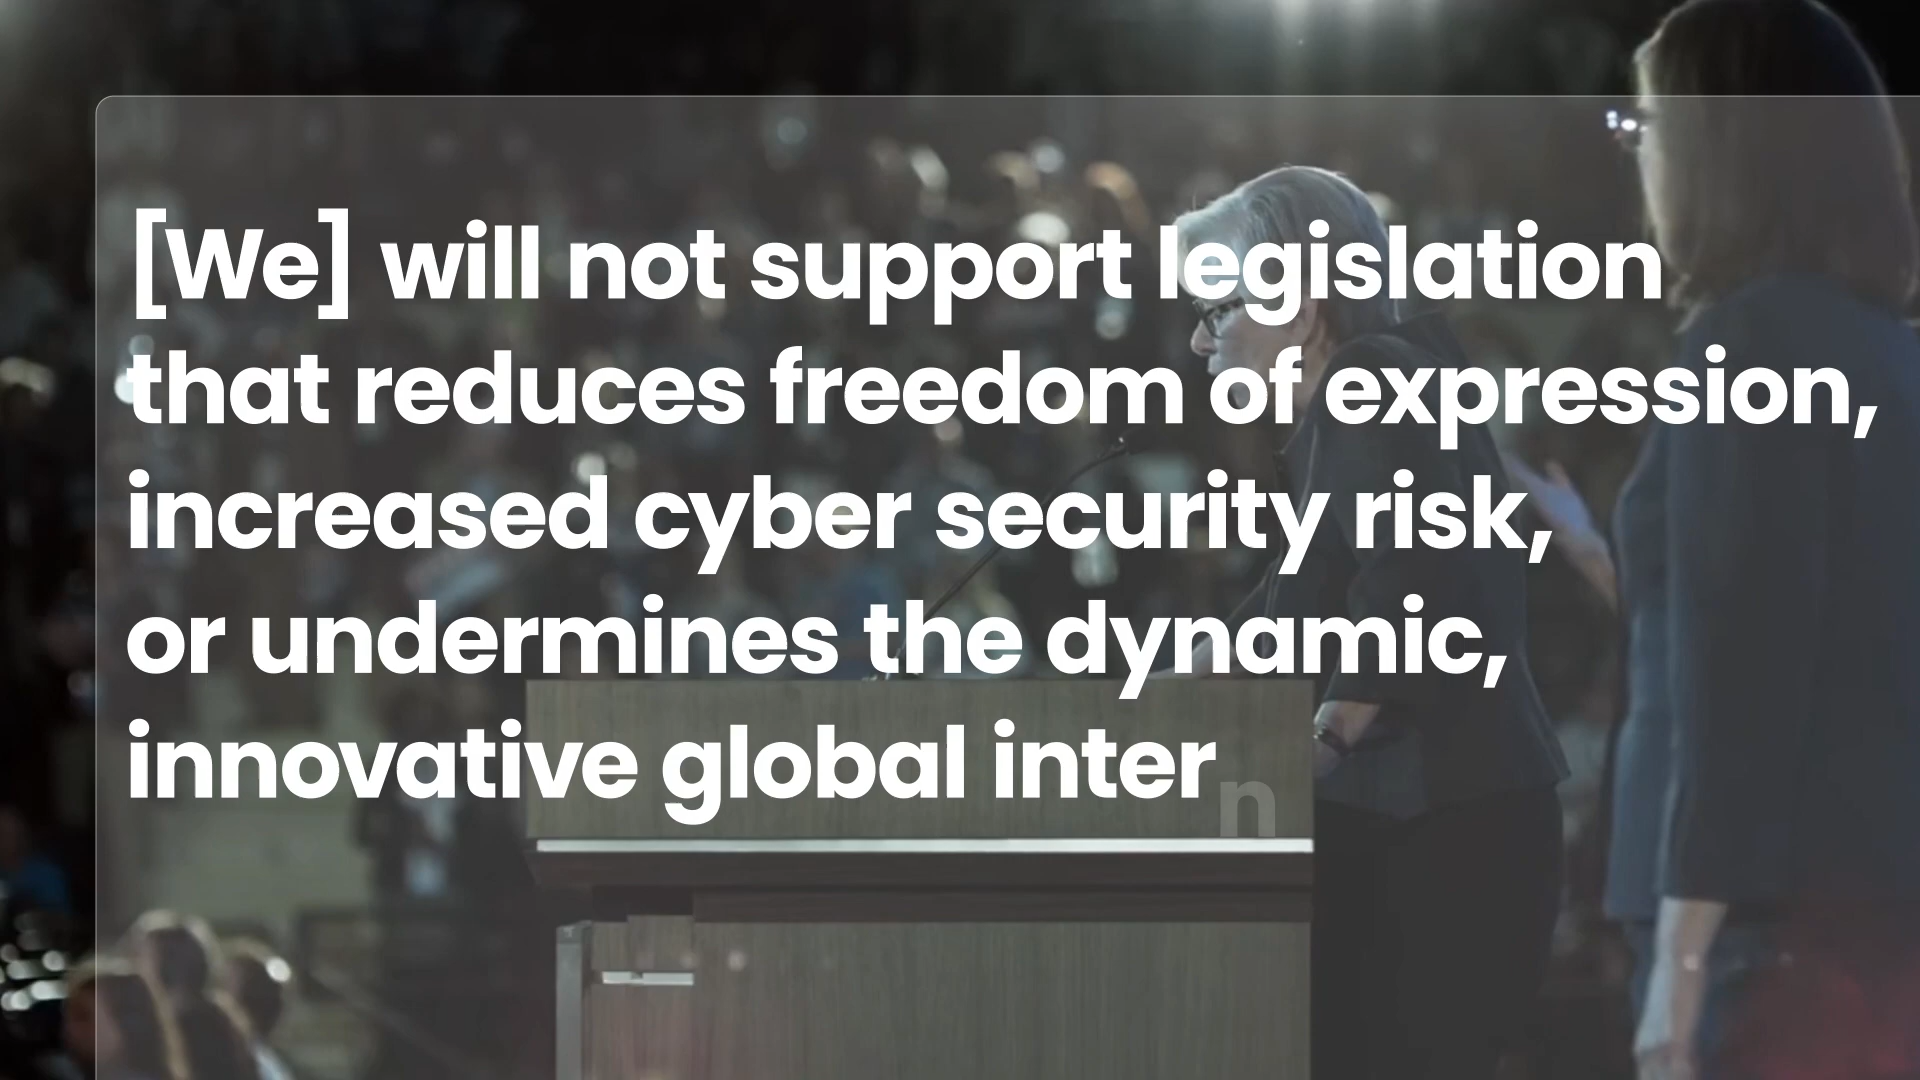 [We] will not support legislation
that reduces freedom of expression,
increased cyber security risk,
or undermines the dynamic,
innovative global intern